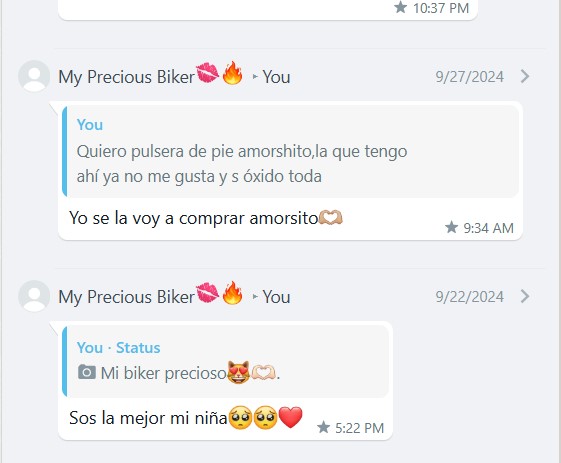 10:37 PM
My Precious Biker💋🔥 ‣ You 9/27/2024
You
Quiero pulsera de pie amorshito,la que tengo
ahí ya no me gusta y s óxido toda
Yo se la voy a comprar amorsito🫶🏼
9:34 AM
My Precious Biker💋🔥 ‣ You 9/22/2024
You · Status
Mi biker precioso😻🫶🏼.
Sos la mejor mi niña🥺🥺❤️
5:22 PM